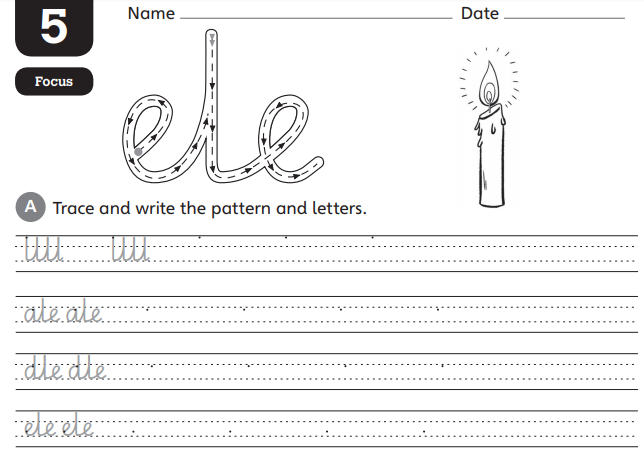 5
Name
Date
Focus
ele
A Trace and write the pattern and letters.
llll llll
ale ale
dle dle
ele ele